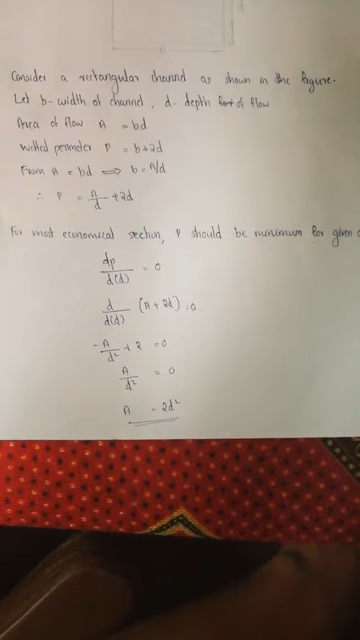 Consider a rectangular channel as shown in the figure.
Let b - width of channel, d - depth of flow
Area of flow A = bd
Wetted perimeter P = b+2d
From A = bd ⟹ b = A/d
∴ P = A/d + 2d
For most economical section, P should be minimum for given
dp/d(d) = 0
d/d(d) (A + 2d) = 0
-A/d² + 2 = 0
A/d² = 0
A = 2d²